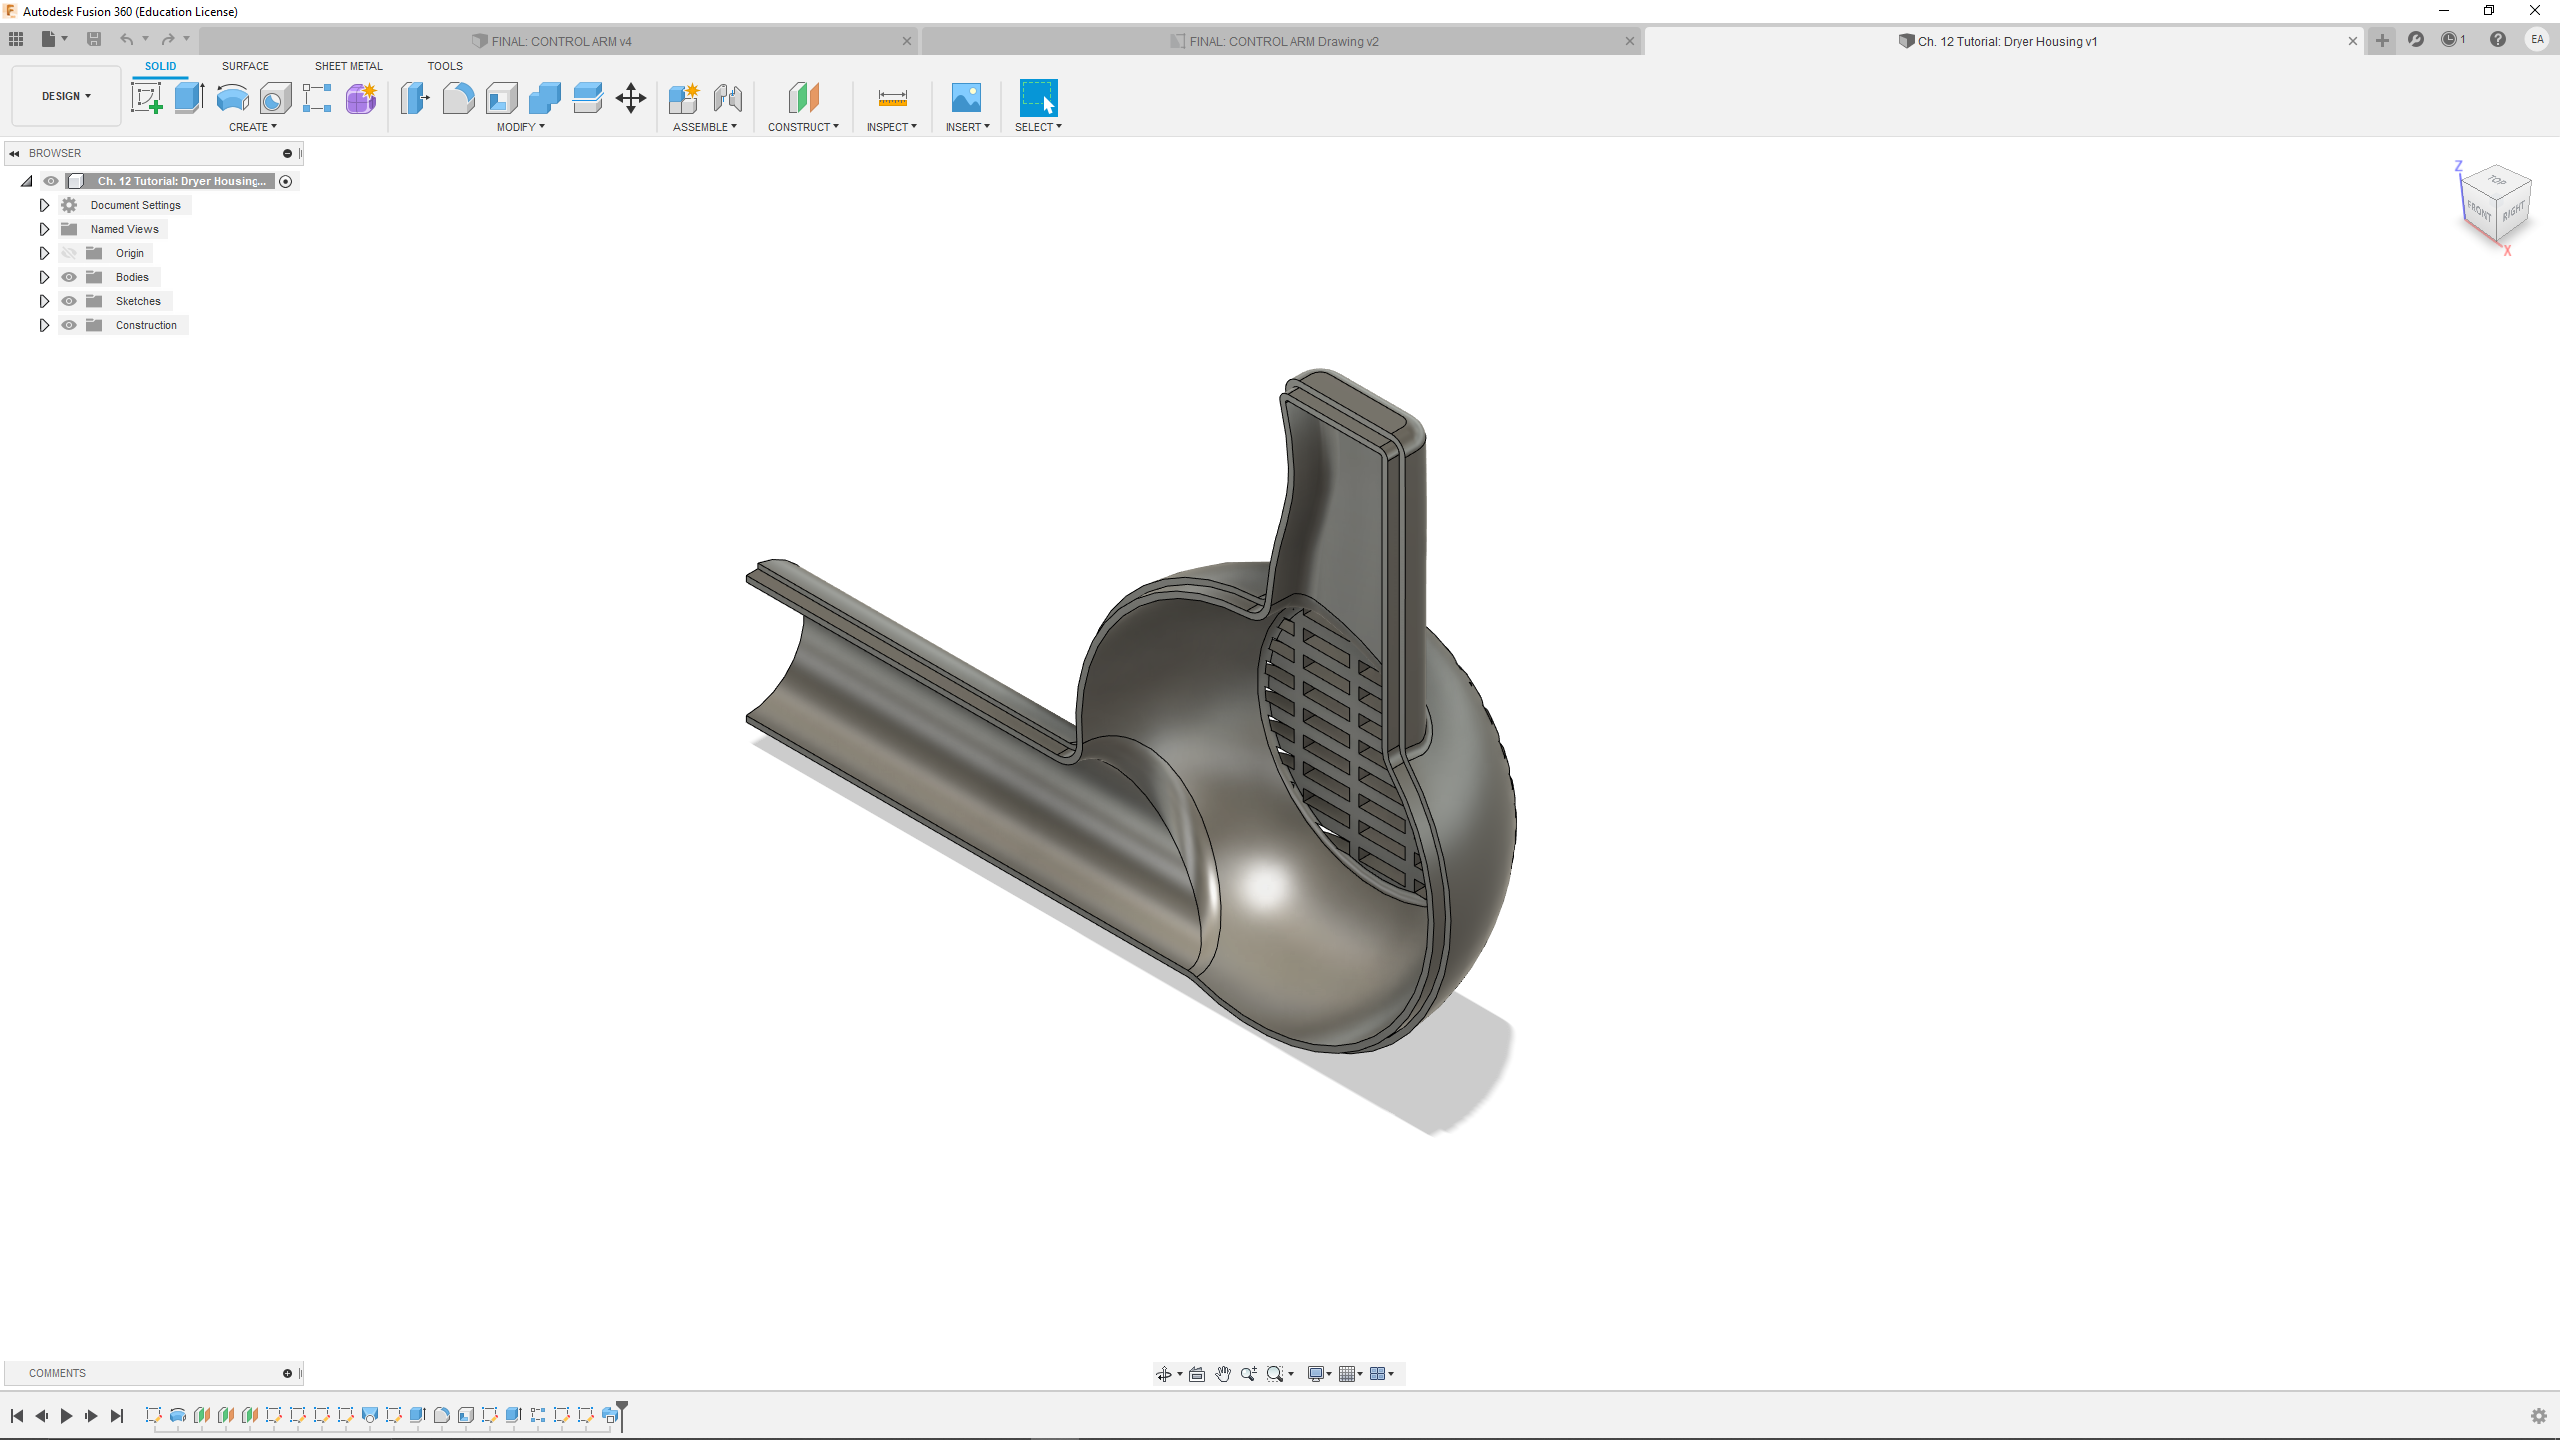 Autodesk Fusion 360 (Education License)
FINAL: CONTROL ARM v4
FINAL: CONTROL ARM Drawing v2
Ch. 12 Tutorial: Dryer Housing v1
1
EA
SOLID SURFACE SHEET METAL TOOLS
DESIGN
CREATE MODIFY ASSEMBLE CONSTRUCT INSPECT INSERT SELECT
BROWSER
Ch. 12 Tutorial: Dryer Housing...
Document Settings
Named Views
Origin
Bodies
Sketches
Construction
Z
TOP
FRONT RIGHT
X
COMMENTS